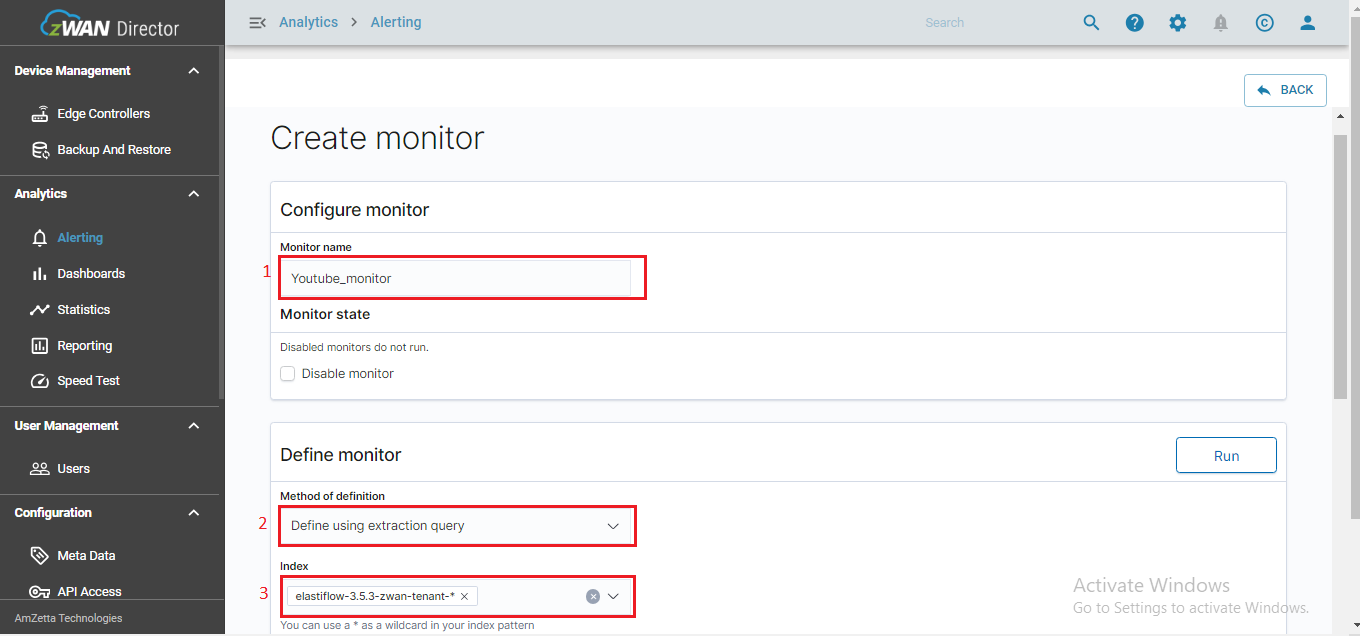 zWAN Director
Analytics > Alerting
Search
BACK
Device Management
Edge Controllers
Backup And Restore
Analytics
Alerting
Dashboards
Statistics
Reporting
Speed Test
User Management
Users
Configuration
Meta Data
API Access
AmZetta Technologies
Create monitor
Configure monitor
Monitor name
1
Youtube_monitor
Monitor state
Disabled monitors do not run.
Disable monitor
Define monitor
Run
Method of definition
2
Define using extraction query
Index
3
elastiflow-3.5.3-zwan-tenant-* ×
You can use a * as a wildcard in your index pattern
Activate Windows
Go to Settings to activate Windows.